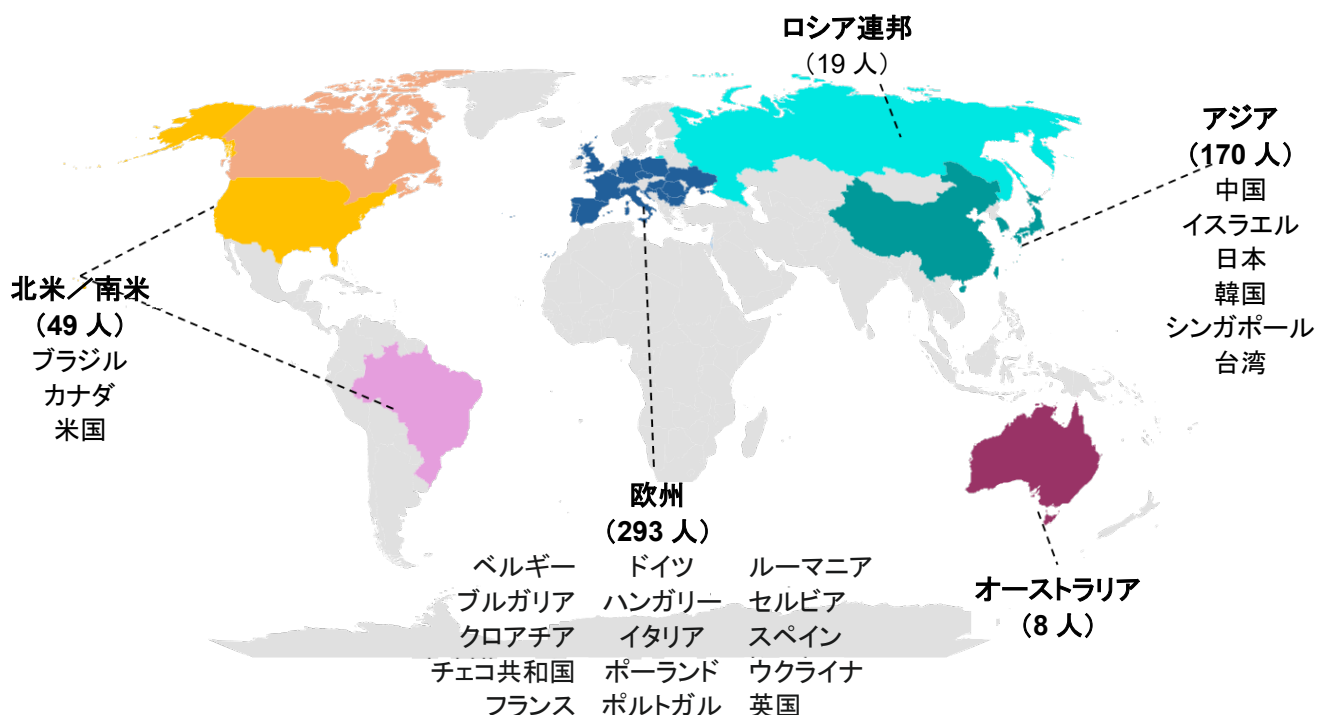 ロシア連邦
（19 人）
アジア
（170 人）
中国
イスラエル
日本
韓国
シンガポール
台湾
北米／南米
（49 人）
ブラジル
カナダ
米国
欧州
（293 人）
ベルギー ドイツ ルーマニア
ブルガリア ハンガリー セルビア
クロアチア イタリア スペイン
チェコ共和国 ポーランド ウクライナ
フランス ポルトガル 英国
オーストラリア
（8 人）